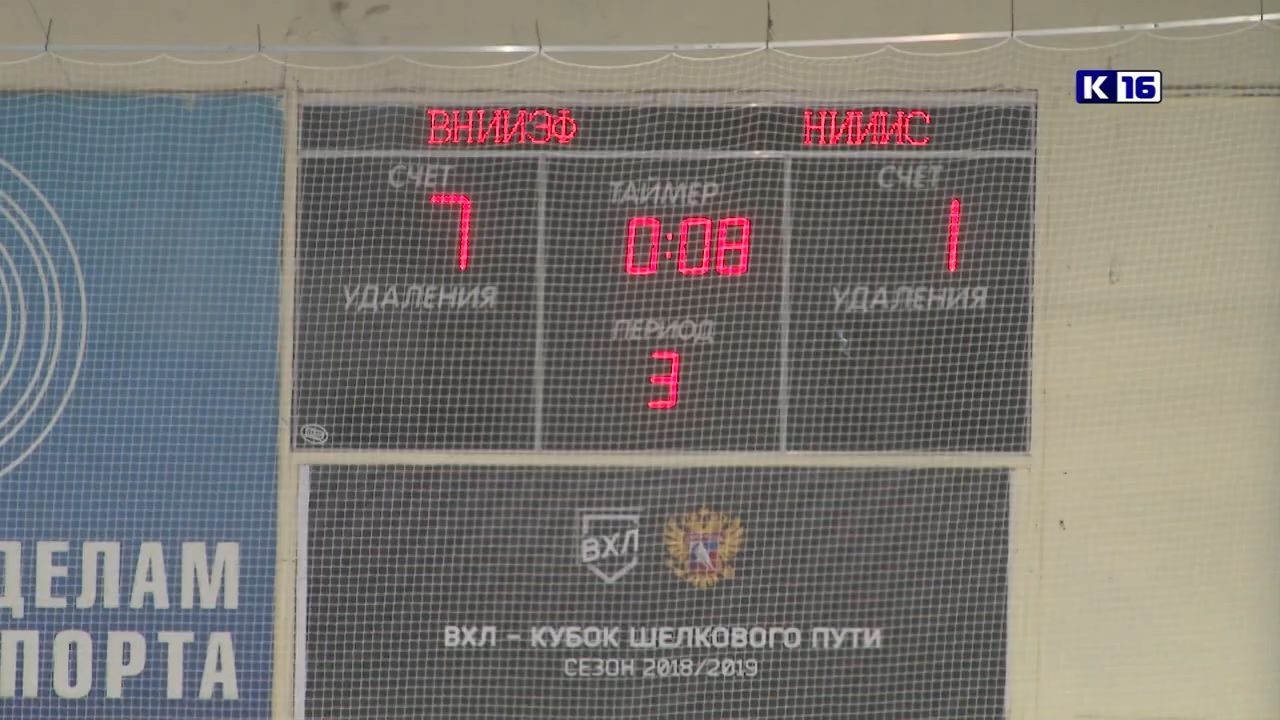 К 16
ВНИИЭФ НИИИС
СЧЕТ ТАЙМЕР СЧЕТ
7 0:08 1
УДАЛЕНИЯ УДАЛЕНИЯ
ПЕРИОД
3
ДЕЛАМ
ПОРТА
ВХЛ
ВХЛ – КУБОК ШЕЛКОВОГО ПУТИ
СЕЗОН 2018/2019